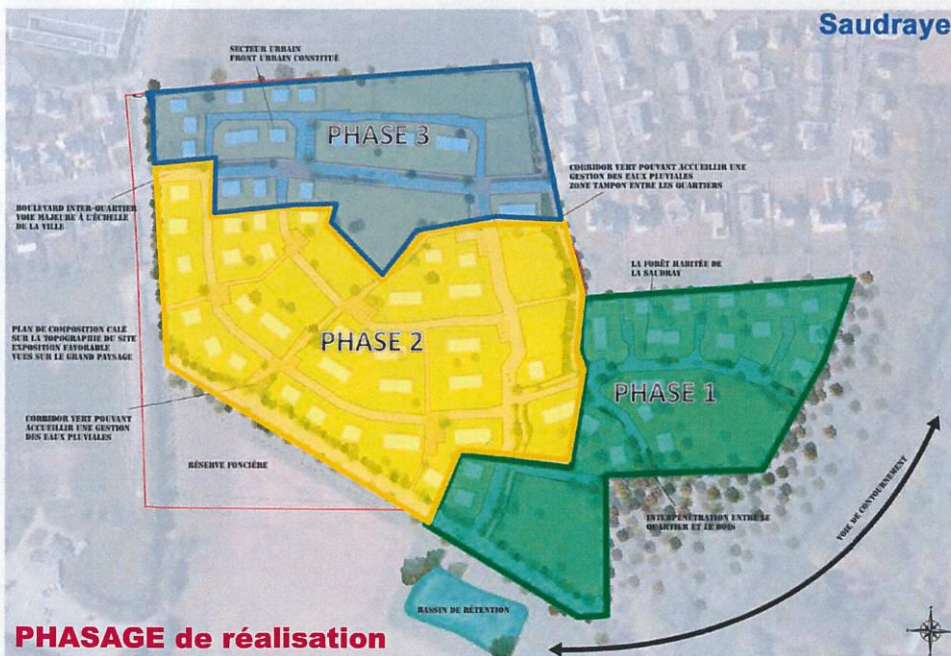 Saudraye
SECTEUR URBAIN
FRONT URBAIN CONSTITUÉ
PHASE 3
CORRIDOR VERT POUVANT ACCUEILLIR UNE
GESTION DES EAUX PLUVIALES
ZONE TAMPON ENTRE LES QUARTIERS
BOULEVARD INTER-QUARTIER
VOIE MAJEURE À L'ÉCHELLE
DE LA VILLE
LA FORÊT HABITÉE DE
LA SAUDRAY
PLAN DE COMPOSITION CALÉ
SUR LA TOPOGRAPHIE DU SITE
EXPOSITION FAVORABLE
VUES SUR LE GRAND PAYSAGE
PHASE 2
PHASE 1
CORRIDOR VERT POUVANT
ACCUEILLIR UNE GESTION
DES EAUX PLUVIALES
RÉSERVE FONCIÈRE
INTERPÉNÉTRATION ENTRE LE
QUARTIER ET LE BOIS
VOIE DE CONTOURNEMENT
BASSIN DE RÉTENTION
PHASAGE de réalisation